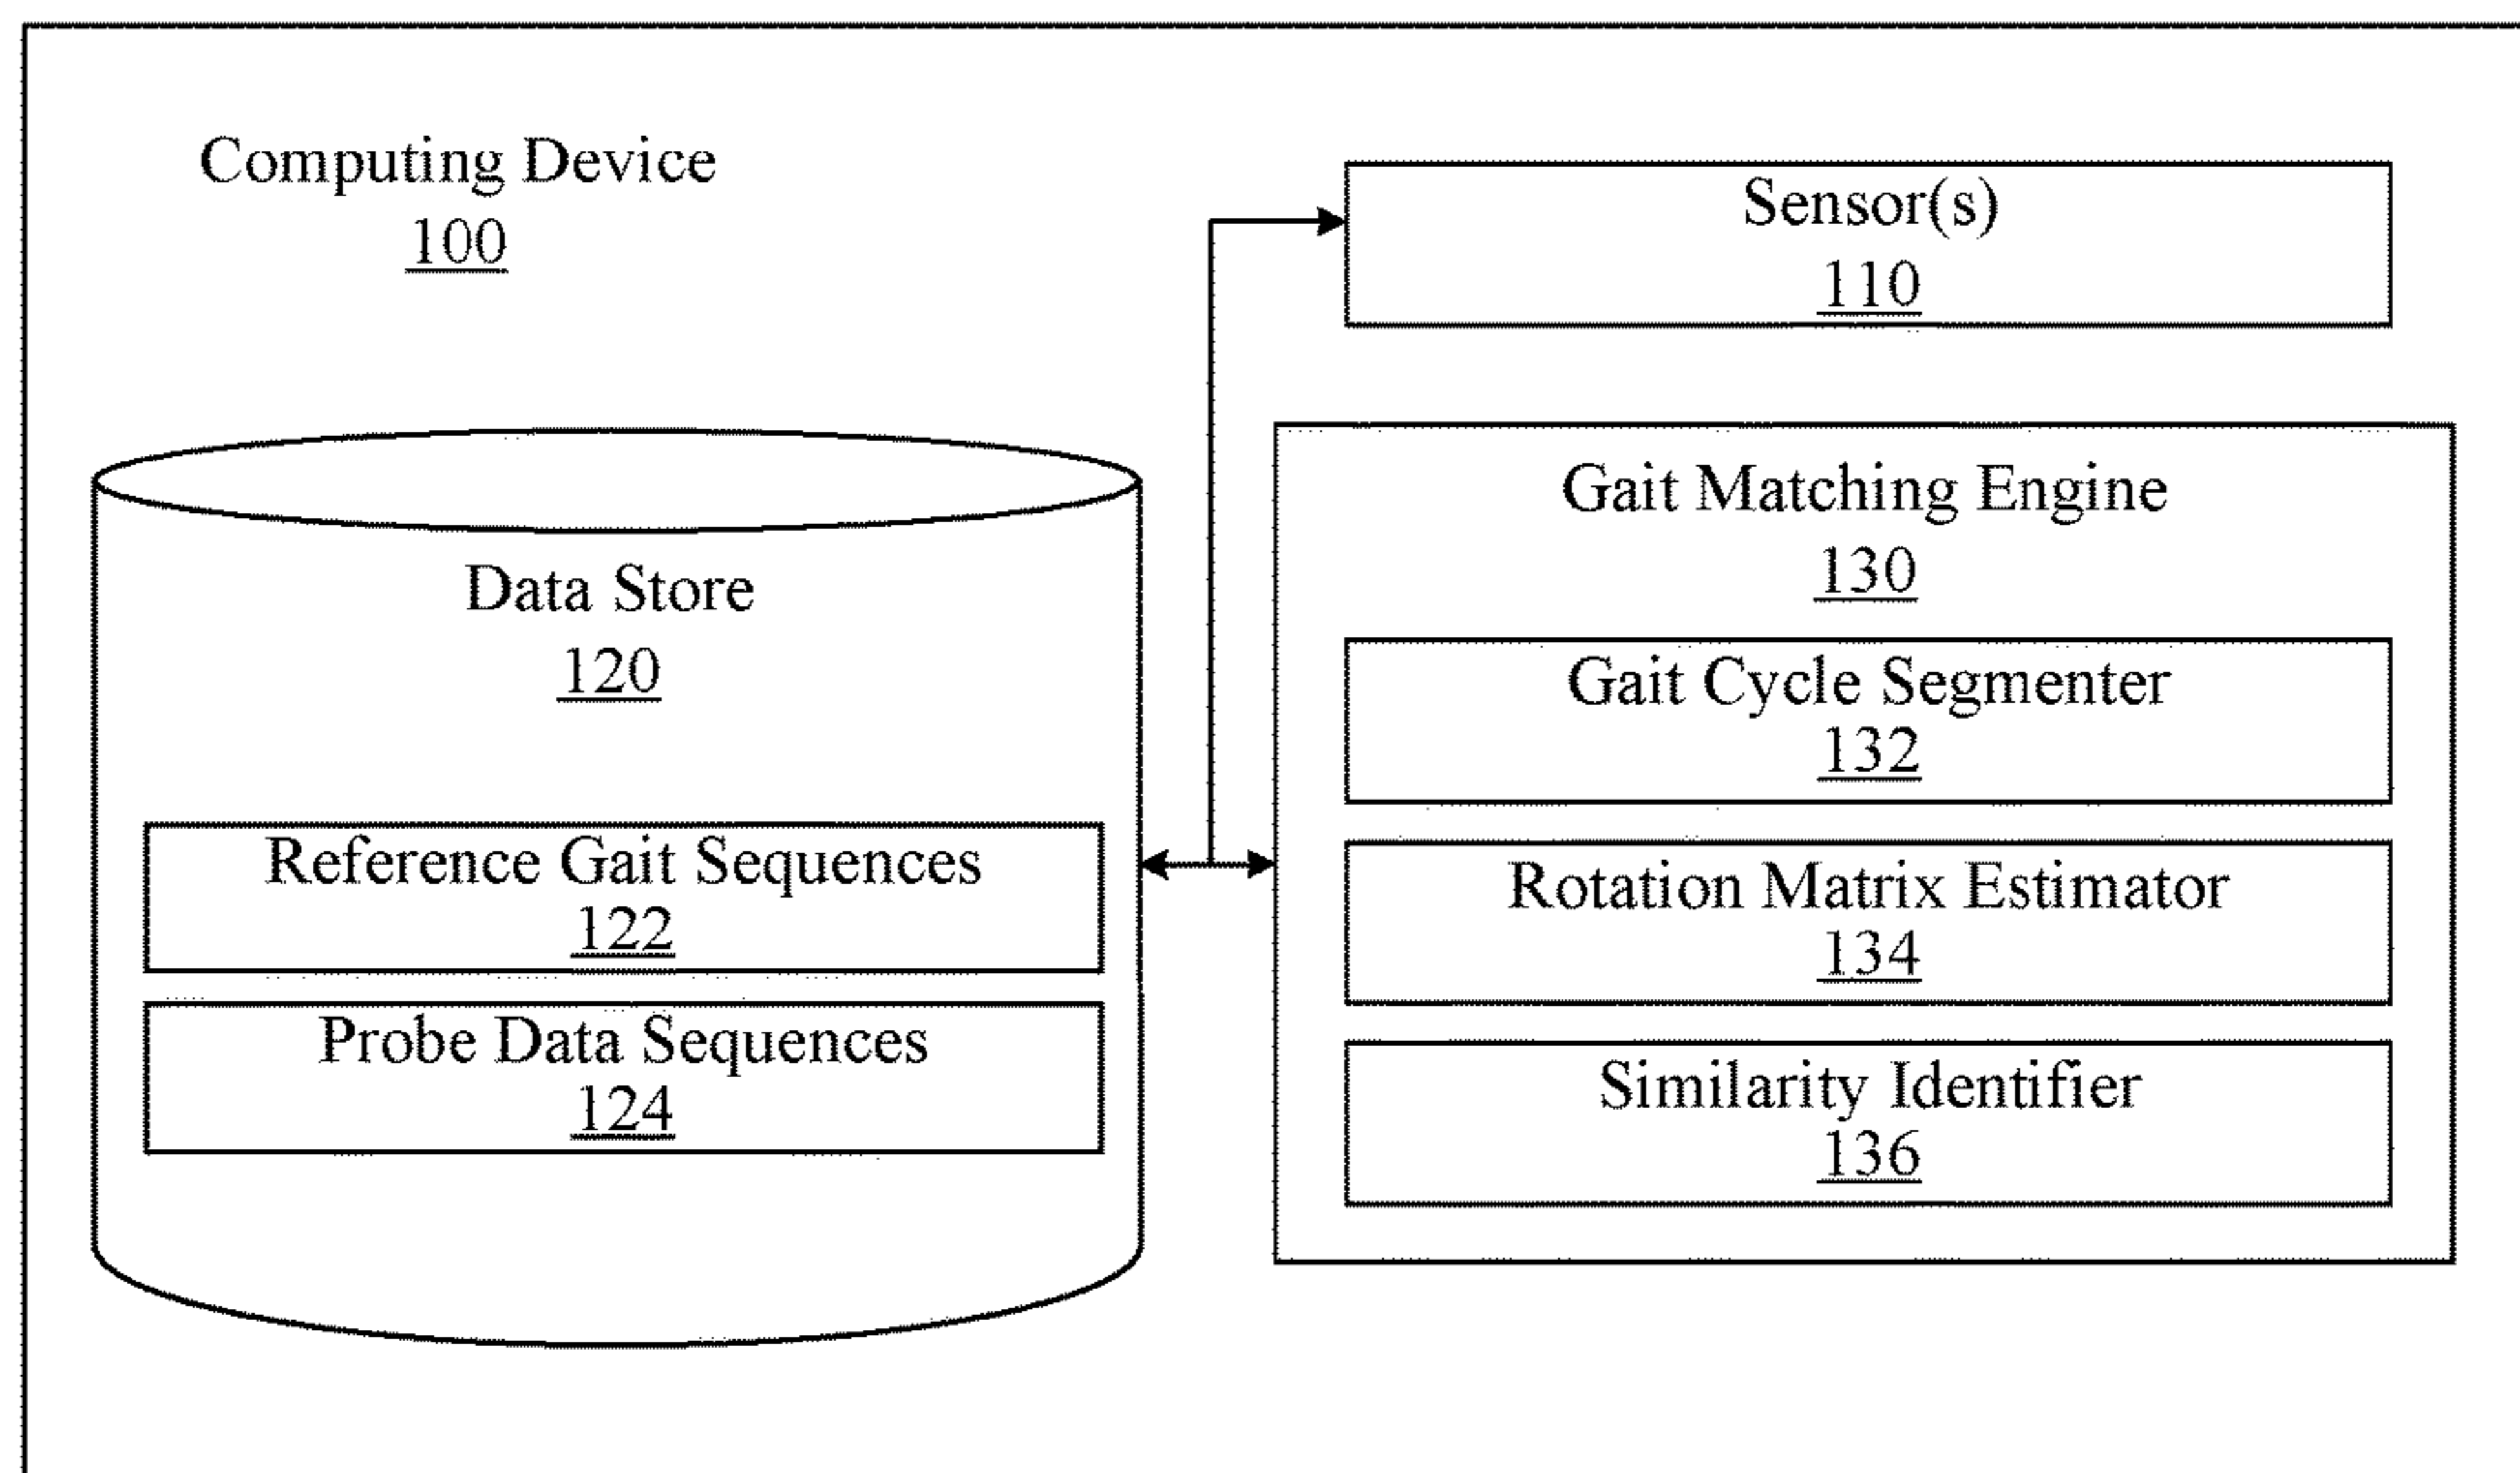 Computing Device
100
Sensor(s)
110
Data Store
120
Reference Gait Sequences
122
Probe Data Sequences
124
Gait Matching Engine
130
Gait Cycle Segmenter
132
Rotation Matrix Estimator
134
Similarity Identifier
136